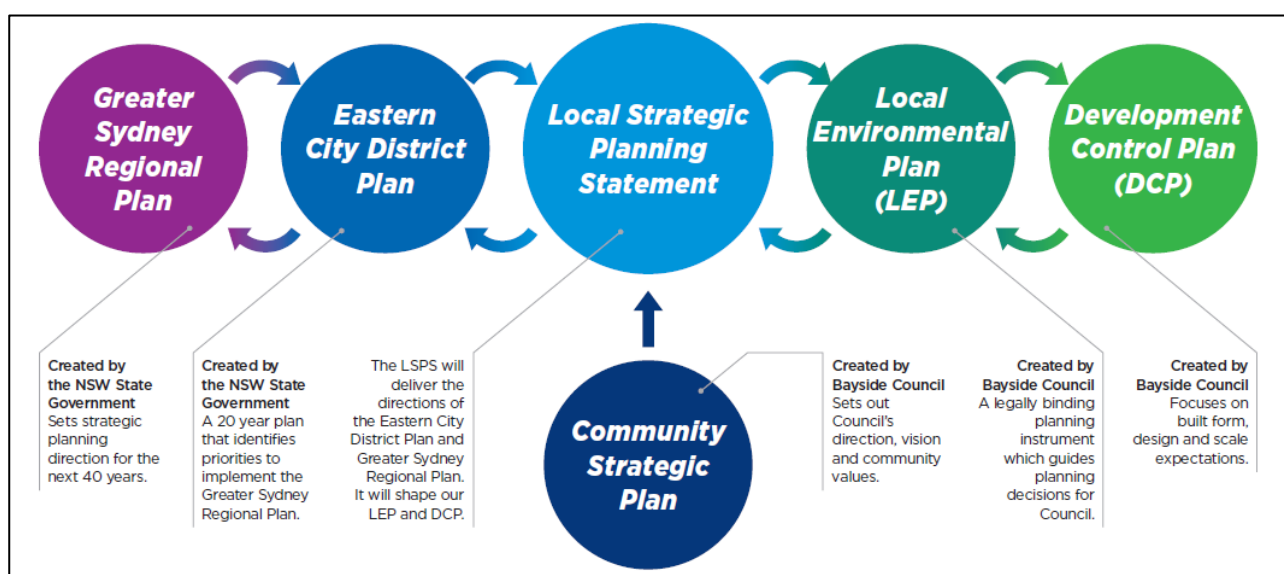 Greater
Sydney
Regional
Plan
Eastern
City District
Plan
Local Strategic
Planning
Statement
Local
Environmental
Plan
(LEP)
Development
Control Plan
(DCP)
Community
Strategic
Plan
Created by
the NSW State
Government
Sets strategic
planning
direction for the
next 40 years.
Created by
the NSW State
Government
A 20 year plan
that identifies
priorities to
implement the
Greater Sydney
Regional Plan.
The LSPS will
deliver the
directions of
the Eastern City
District Plan and
Greater Sydney
Regional Plan.
It will shape our
LEP and DCP.
Created by
Bayside Council
Sets out
Council's
direction, vision
and community
values.
Created by
Bayside Council
A legally binding
planning
instrument
which guides
planning
decisions for
Council.
Created by
Bayside Council
Focuses on
built form,
design and scale
expectations.